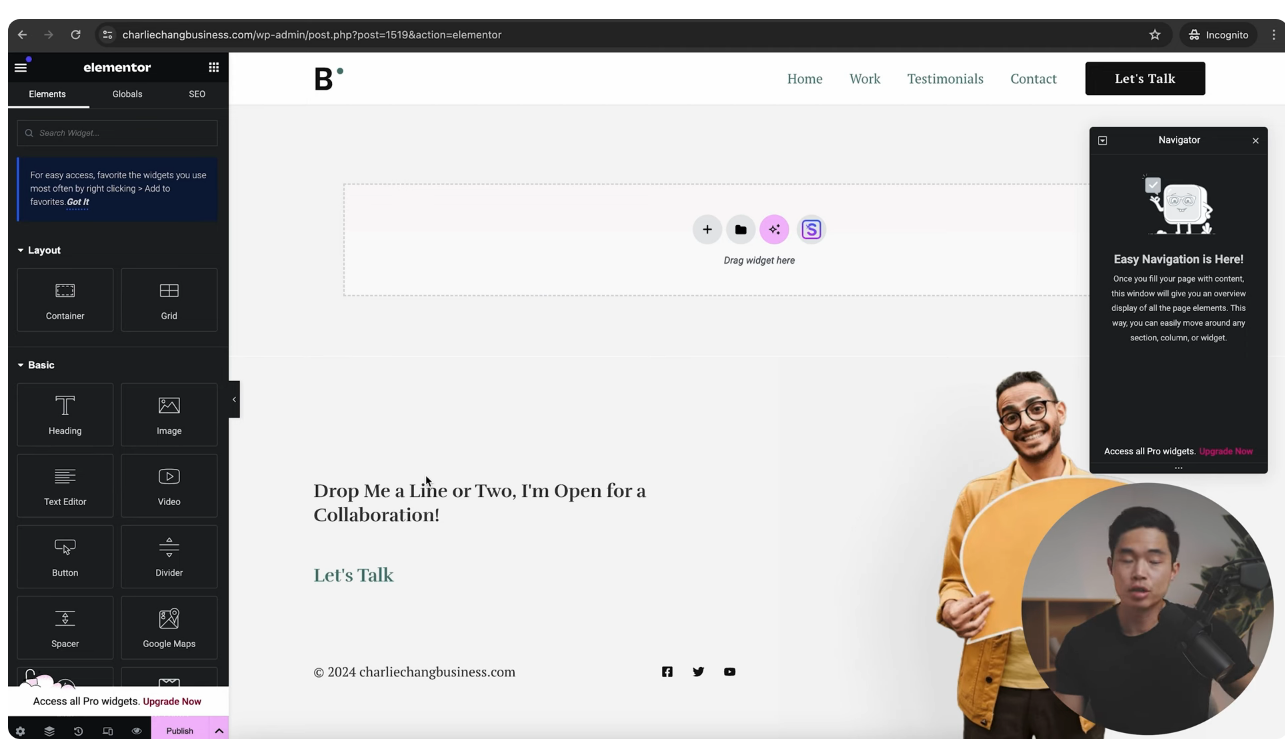 charliechangbusiness.com/wp-admin/post.php?post=1519&action=elementor
Incognito
elementor
Elements Globals SEO
Search Widget...
For easy access, favorite the widgets you use
most often by right clicking > Add to
favorites.Got It
Layout
Container Grid
Basic
Heading Image
Text Editor Video
Button Divider
Spacer Google Maps
Access all Pro widgets. Upgrade Now
Publish
B
Home Work Testimonials Contact Let's Talk
Drag widget here
Navigator
Easy Navigation is Here!
Once you fill your page with content,
this window will give you an overview
display of all the page elements. This
way, you can easily move around any
section, column, or widget.
Access all Pro widgets. Upgrade Now
...
Drop Me a Line or Two, I'm Open for a
Collaboration!
Let's Talk
© 2024 charliechangbusiness.com